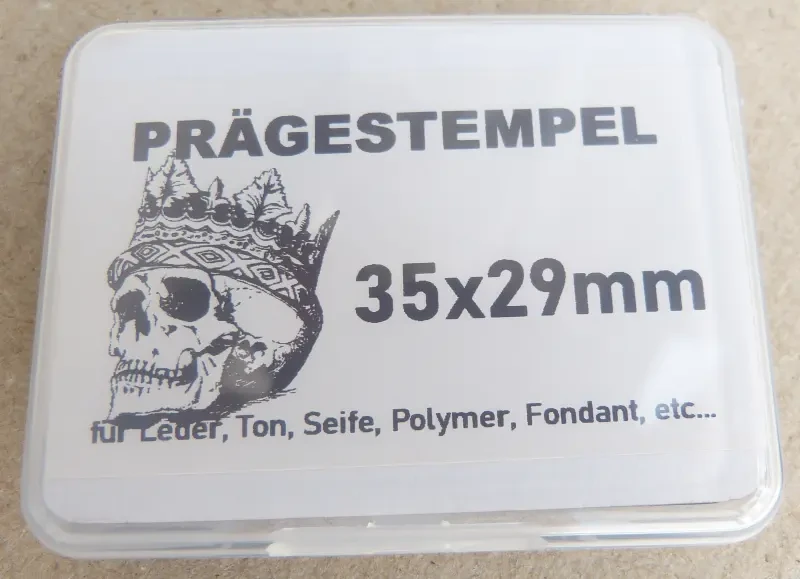 PRÄGESTEMPEL
35x29mm
für Leder, Ton, Seife, Polymer, Fondant, etc...